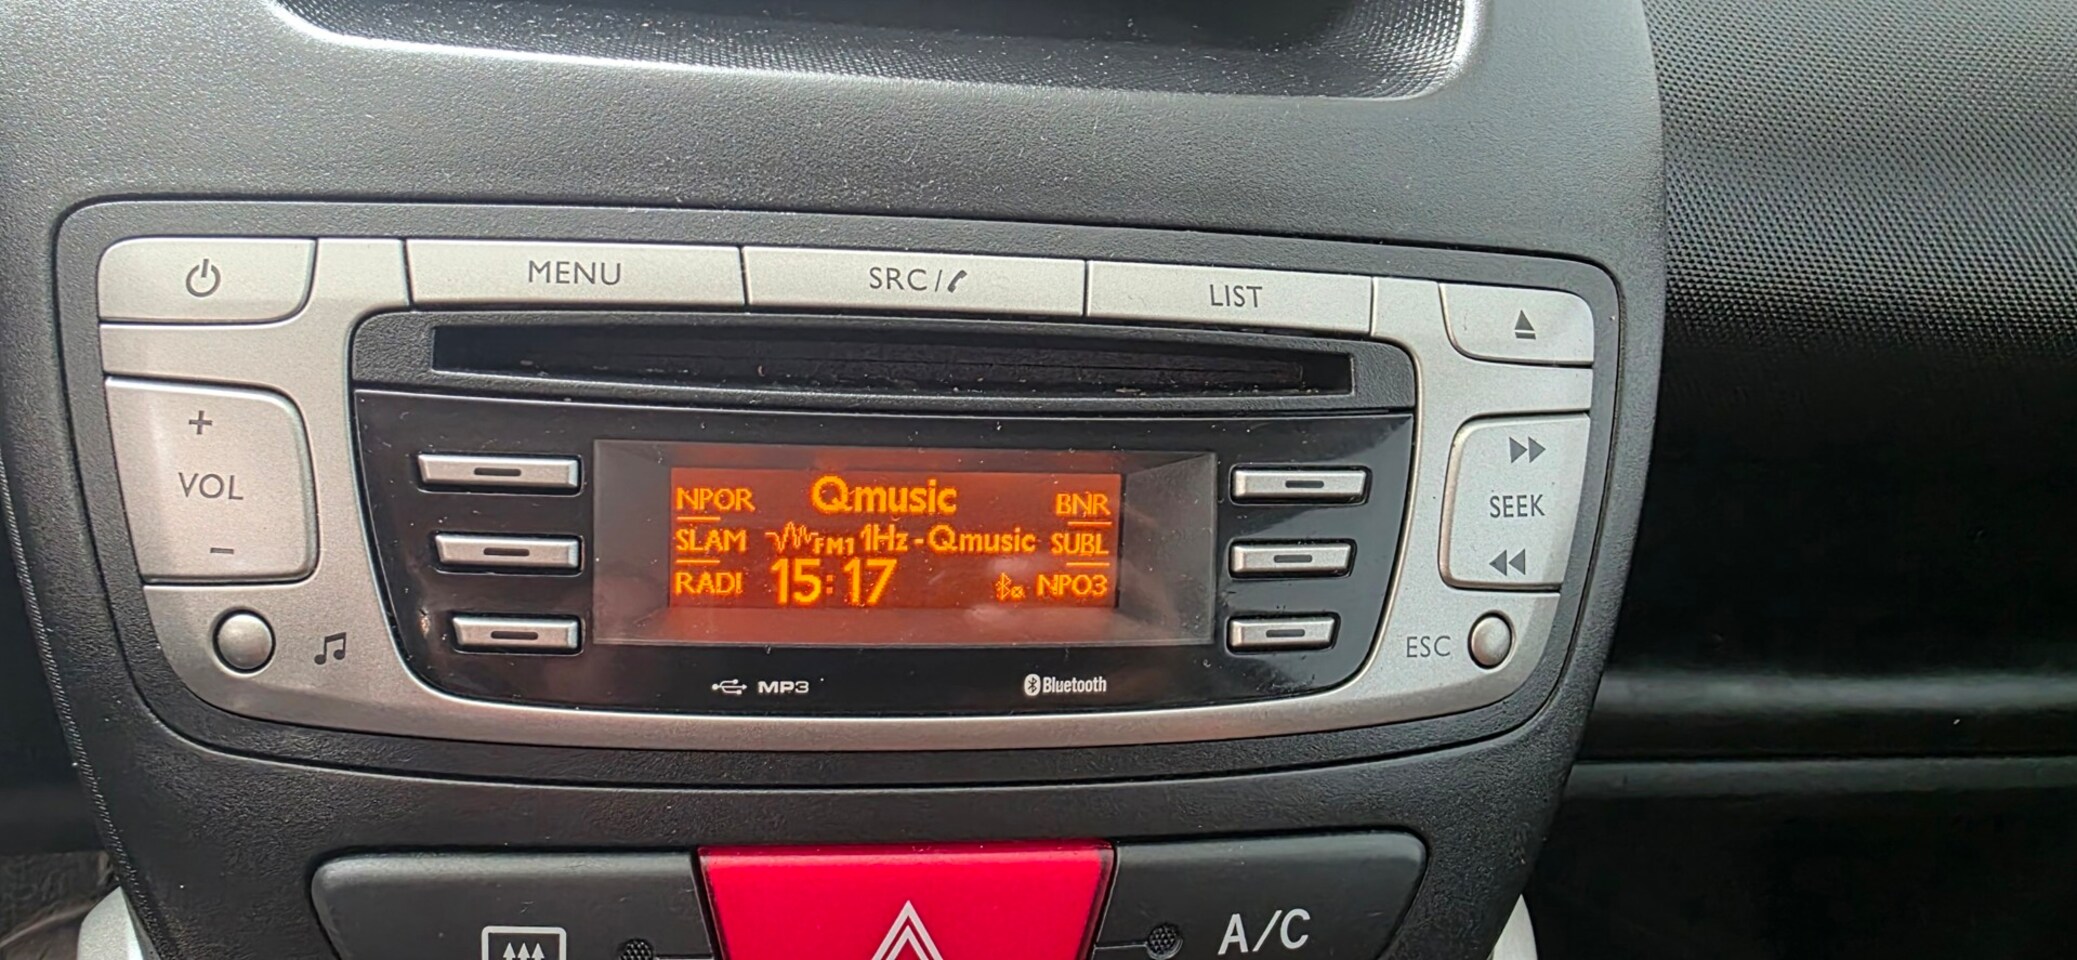 MENU
SRC/
LIST
+
VOL
−
SEEK
ESC
NPOR Qmusic BNR
SLAM FM1 1Hz - Qmusic SUBL
RADI 15:17 NPO3
MP3
Bluetooth
A/C